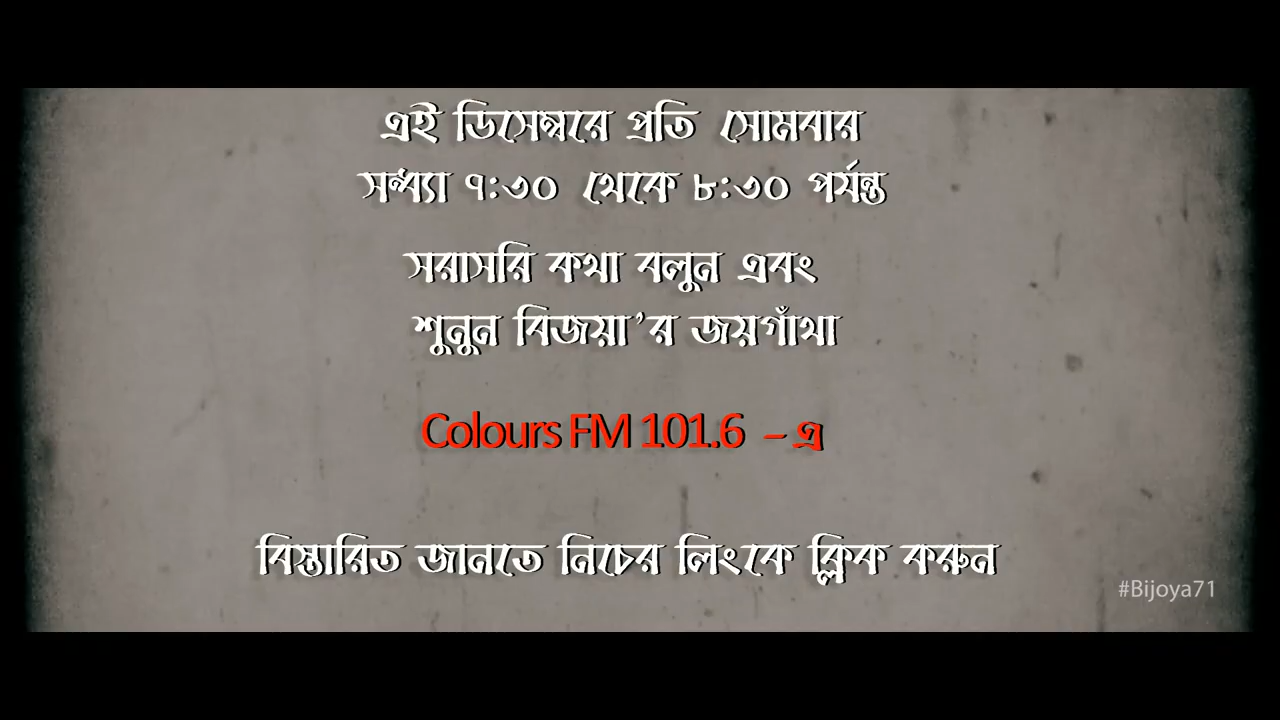 এই ডিসেম্বরে প্রতি সোমবার
সন্ধ্যা ৭:৩০ থেকে ৮:৩০ পর্যন্ত
সরাসরি কথা বলুন এবং
শুনুন বিজয়া’র জয়গাঁথা
Colours FM 101.6 – এ
বিস্তারিত জানতে নিচের লিংকে ক্লিক করুন
#Bijoya71